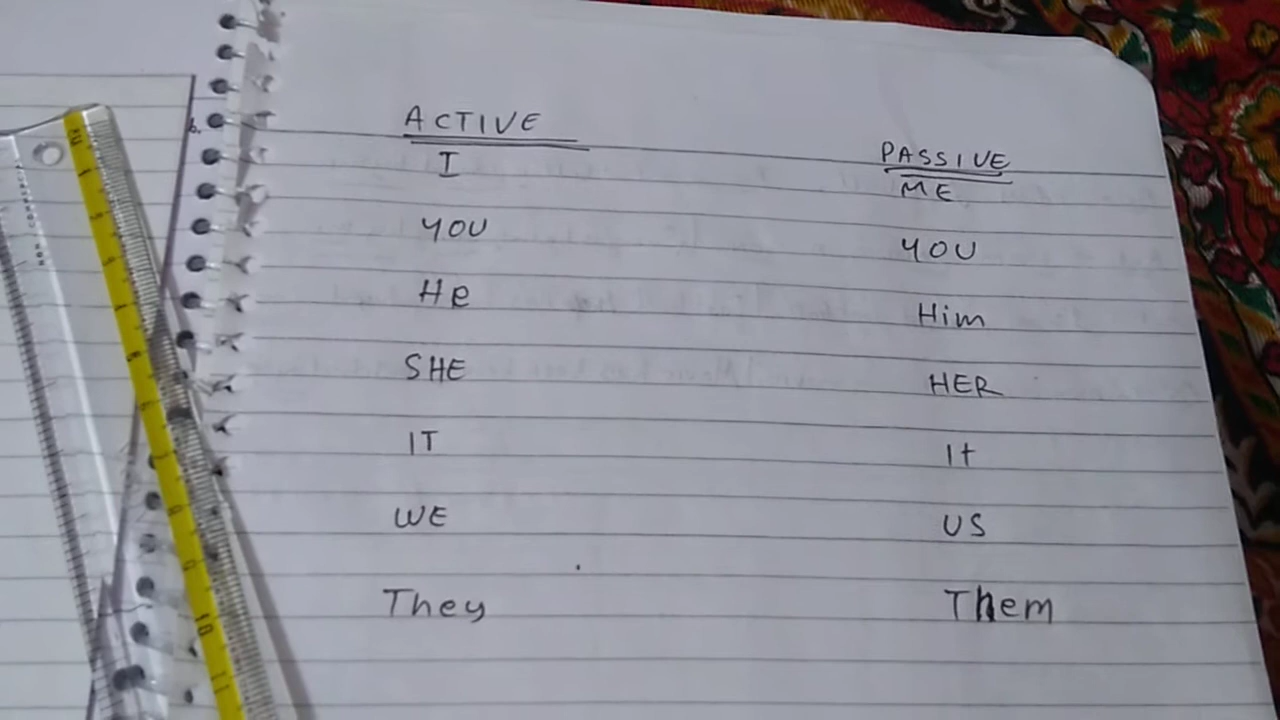 ACTIVE PASSIVE
I ME
YOU YOU
He Him
SHE HER
IT It
WE US
They Them